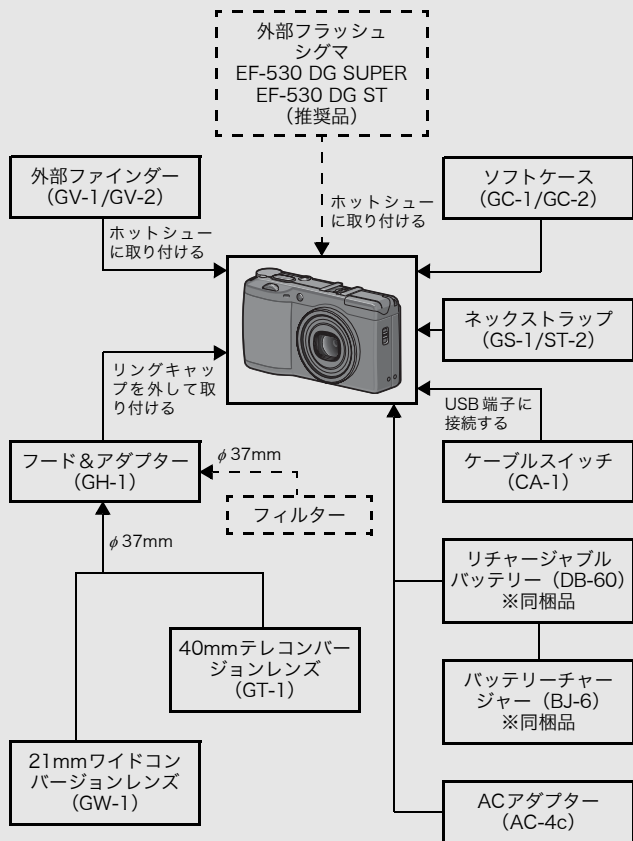 外部フラッシュ
シグマ
EF-530 DG SUPER
EF-530 DG ST
（推奨品）
外部ファインダー
（GV-1/GV-2）
ホットシュー
に取り付ける
ホットシュー
に取り付ける
ソフトケース
（GC-1/GC-2）
ネックストラップ
（GS-1/ST-2）
リングキャッ
プを外して取
り付ける
USB端子に
接続する
フード＆アダプター
（GH-1）
φ37mm
フィルター
ケーブルスイッチ
（CA-1）
φ37mm
リチャージャブル
バッテリー（DB-60）
※同梱品
40mmテレコンバー
ジョンレンズ
（GT-1）
バッテリーチャー
ジャー（BJ-6）
※同梱品
21mmワイドコン
バージョンレンズ
（GW-1）
ACアダプター
（AC-4c）